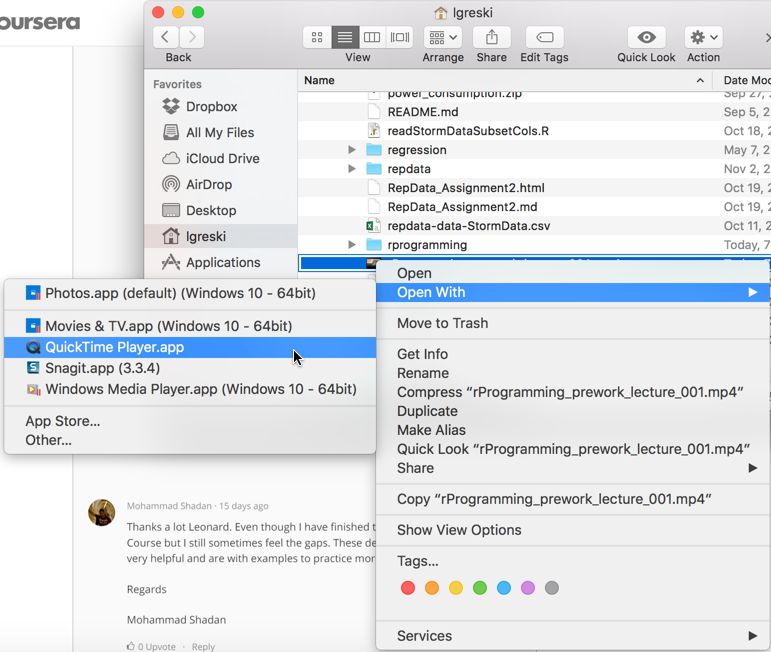 oursera
lgreski
Back
View
Arrange
Share
Edit Tags
Quick Look
Action
Favorites
Dropbox
All My Files
iCloud Drive
AirDrop
Desktop
lgreski
Applications
Name
Date Mod
power_consumption.zip
Sep 27, 2
README.md
Sep 5, 2
readStormDataSubsetCols.R
Oct 18, 2
regression
May 7, 2
repdata
Nov 2, 2
RepData_Assignment2.html
Oct 19, 2
RepData_Assignment2.md
Oct 19, 2
repdata-data-StormData.csv
Oct 11, 2
rprogramming
Today, 7
Open
Open With
Move to Trash
Get Info
Rename
Compress “rProgramming_prework_lecture_001.mp4”
Duplicate
Make Alias
Quick Look “rProgramming_prework_lecture_001.mp4”
Share
Copy “rProgramming_prework_lecture_001.mp4”
Show View Options
Tags...
Services
Photos.app (default) (Windows 10 - 64bit)
Movies & TV.app (Windows 10 - 64bit)
QuickTime Player.app
Snagit.app (3.3.4)
Windows Media Player.app (Windows 10 - 64bit)
App Store...
Other...
Mohammad Shadan · 15 days ago
Thanks a lot Leonard. Even though I have finished t
Course but I still sometimes feel the gaps. These de
very helpful and are with examples to practice mor
Regards
Mohammad Shadan
0 Upvote · Reply